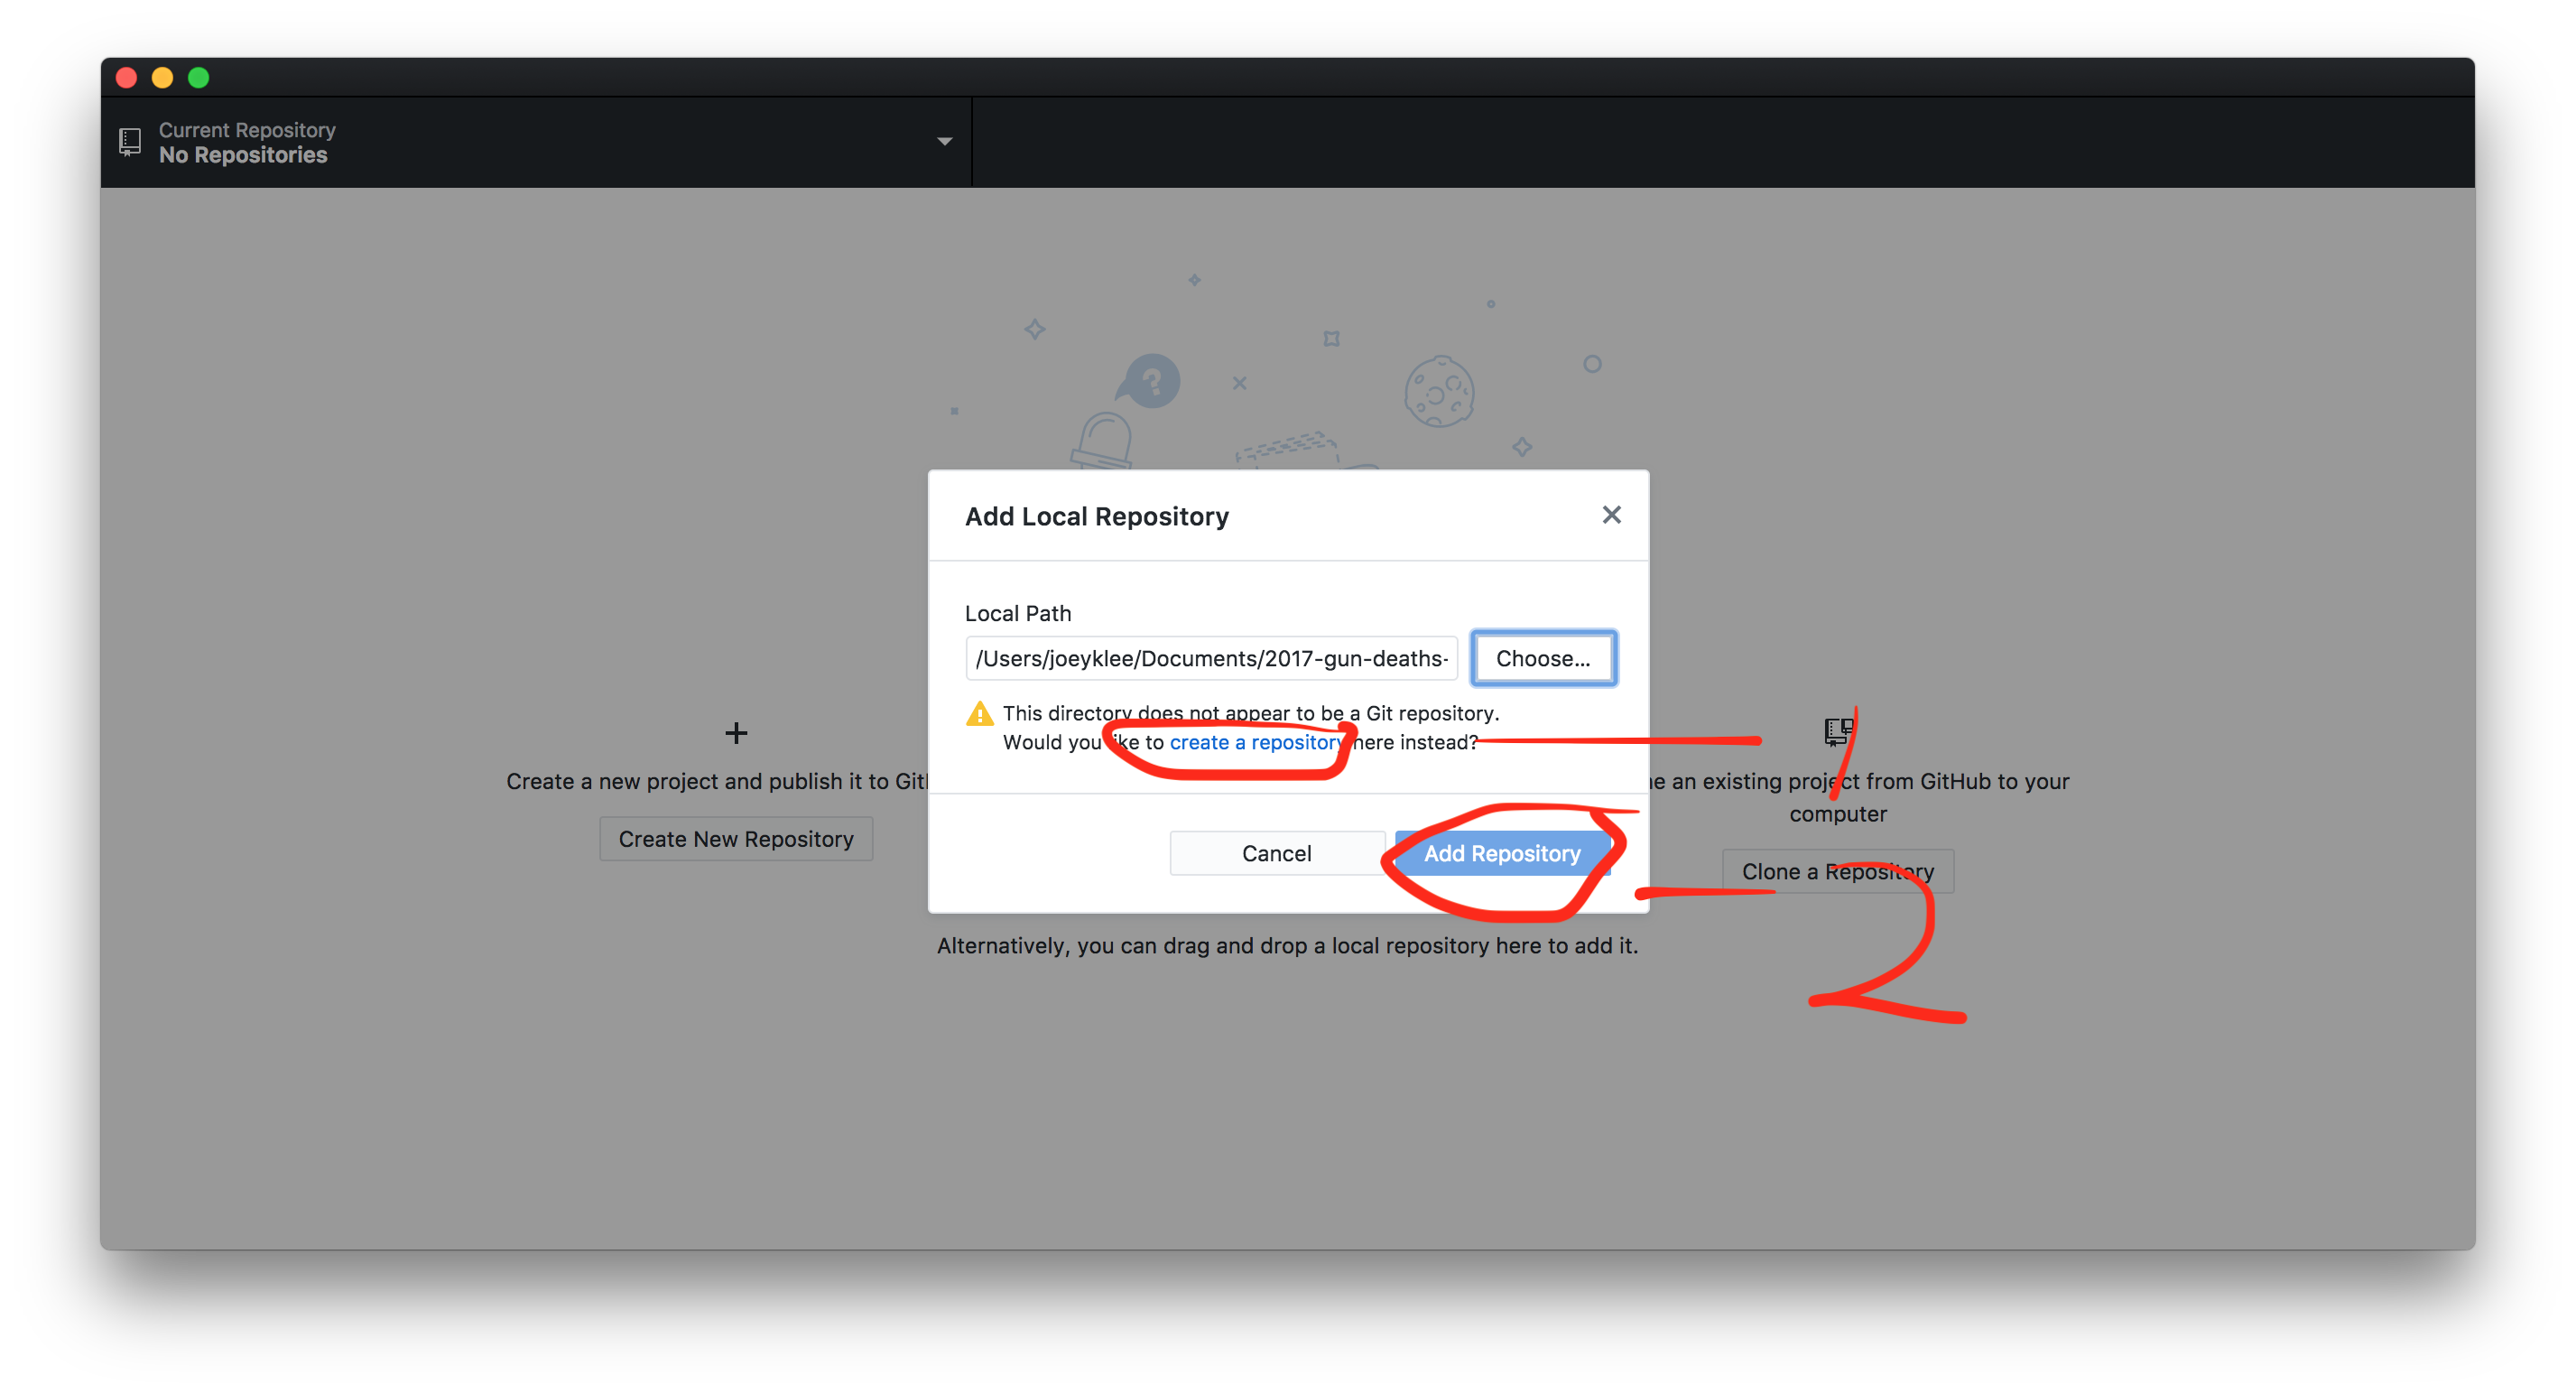 Current Repository
No Repositories
Add Local Repository
Local Path
/Users/joeyklee/Documents/2017-gun-deaths-
Choose...
This directory does not appear to be a Git repository.
Would you like to create a repository here instead?
1
Create a new project and publish it to
an existing project from GitHub to your
computer
Create New Repository
Cancel
Add Repository
Clone a Repository
2
Alternatively, you can drag and drop a local repository here to add it.